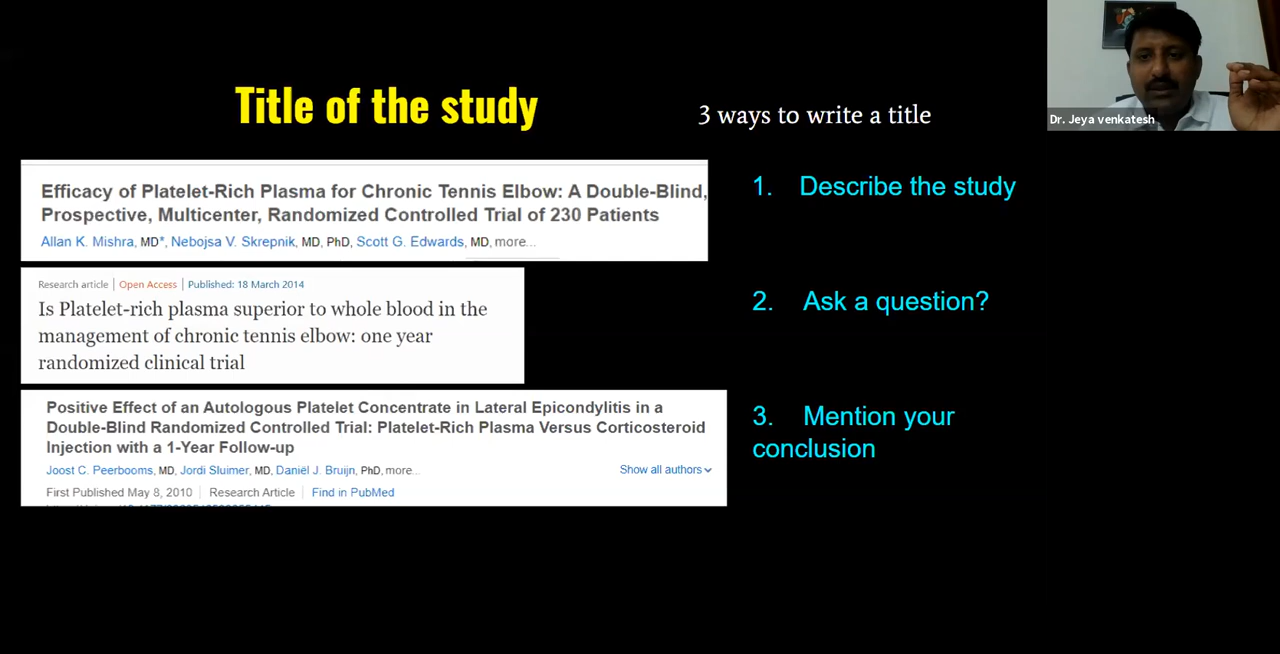 Title of the study
3 ways to write a title
Dr. Jeya venkatesh
Efficacy of Platelet-Rich Plasma for Chronic Tennis Elbow: A Double-Blind,
Prospective, Multicenter, Randomized Controlled Trial of 230 Patients
Allan K. Mishra, MD*, Nebojsa V. Skrepnik, MD, PhD, Scott G. Edwards, MD, more...
1. Describe the study
Research article | Open Access | Published: 18 March 2014
Is Platelet-rich plasma superior to whole blood in the
management of chronic tennis elbow: one year
randomized clinical trial
2. Ask a question?
Positive Effect of an Autologous Platelet Concentrate in Lateral Epicondylitis in a
Double-Blind Randomized Controlled Trial: Platelet-Rich Plasma Versus Corticosteroid
Injection with a 1-Year Follow-up
Joost C. Peerbooms, MD, Jordi Sluimer, MD, Daniël J. Bruijn, PhD, more...
Show all authors
First Published May 8, 2010 | Research Article | Find in PubMed
3. Mention your
conclusion